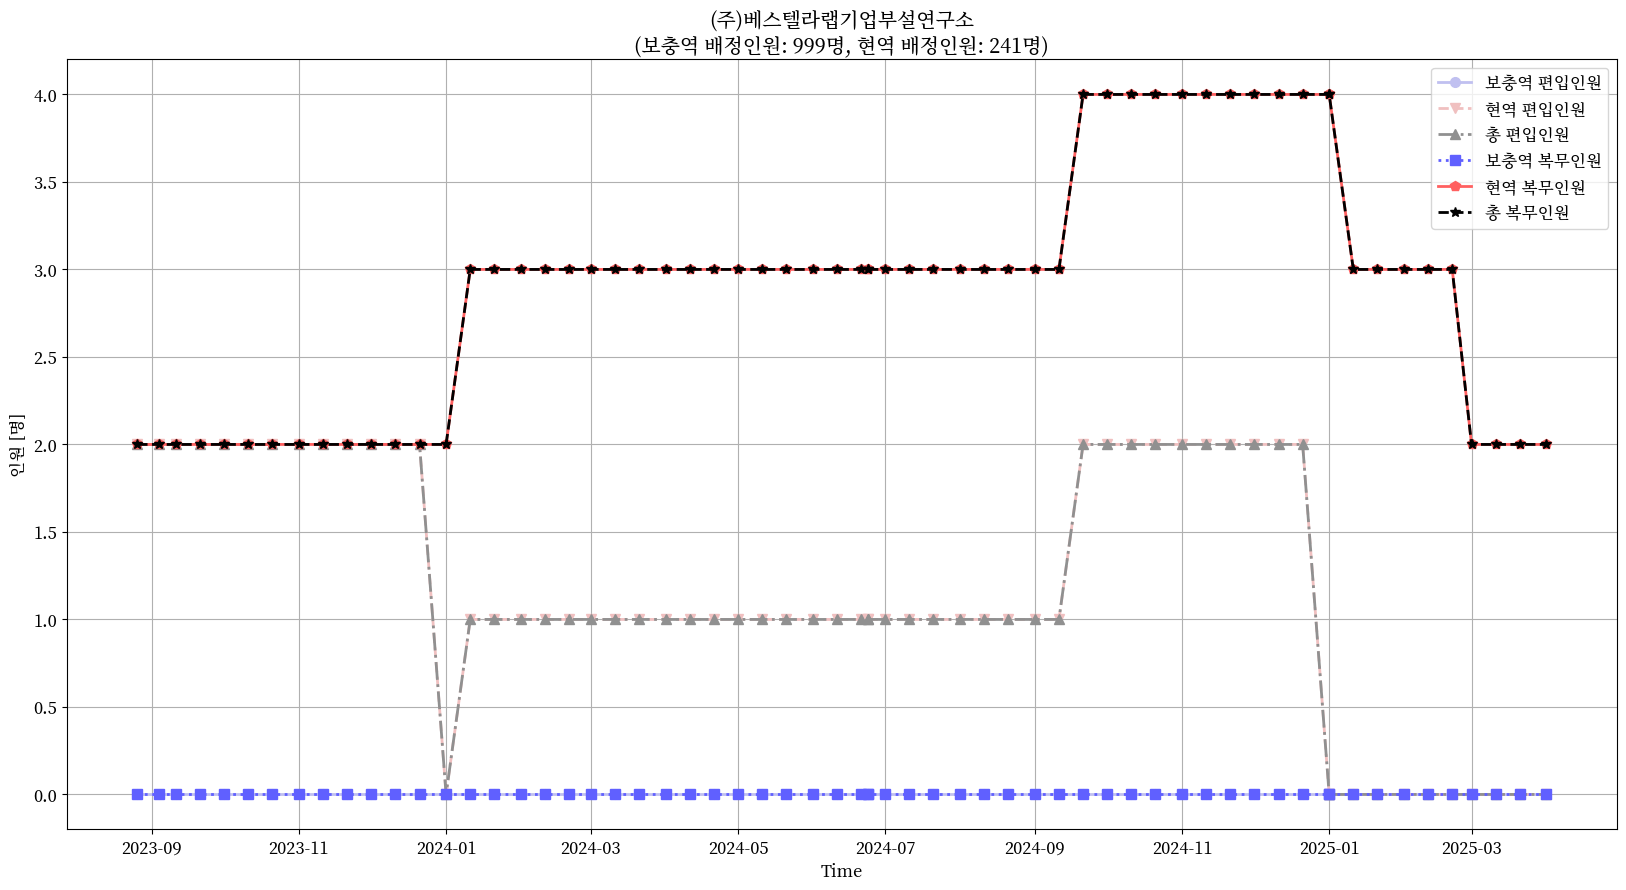 (주)베스텔라랩기업부설연구소
(보충역 배정인원: 999명, 현역 배정인원: 241명)
보충역 편입인원
현역 편입인원
총 편입인원
보충역 복무인원
현역 복무인원
총 복무인원
4.0
3.5
3.0
2.5
2.0
1.5
1.0
0.5
0.0
인원 [명]
2023-09 2023-11 2024-01 2024-03 2024-05 2024-07 2024-09 2024-11 2025-01 2025-03
Time